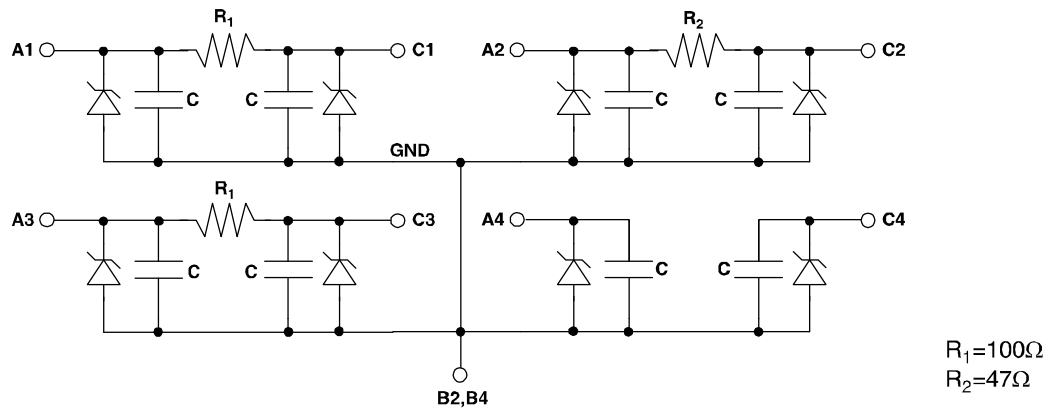 R1
A1
C
C
C1
R2
A2
C
C
C2
GND
R1
A3
C
C
C3
A4
C
C
C4
B2,B4
R1=100Ω
R2=47Ω